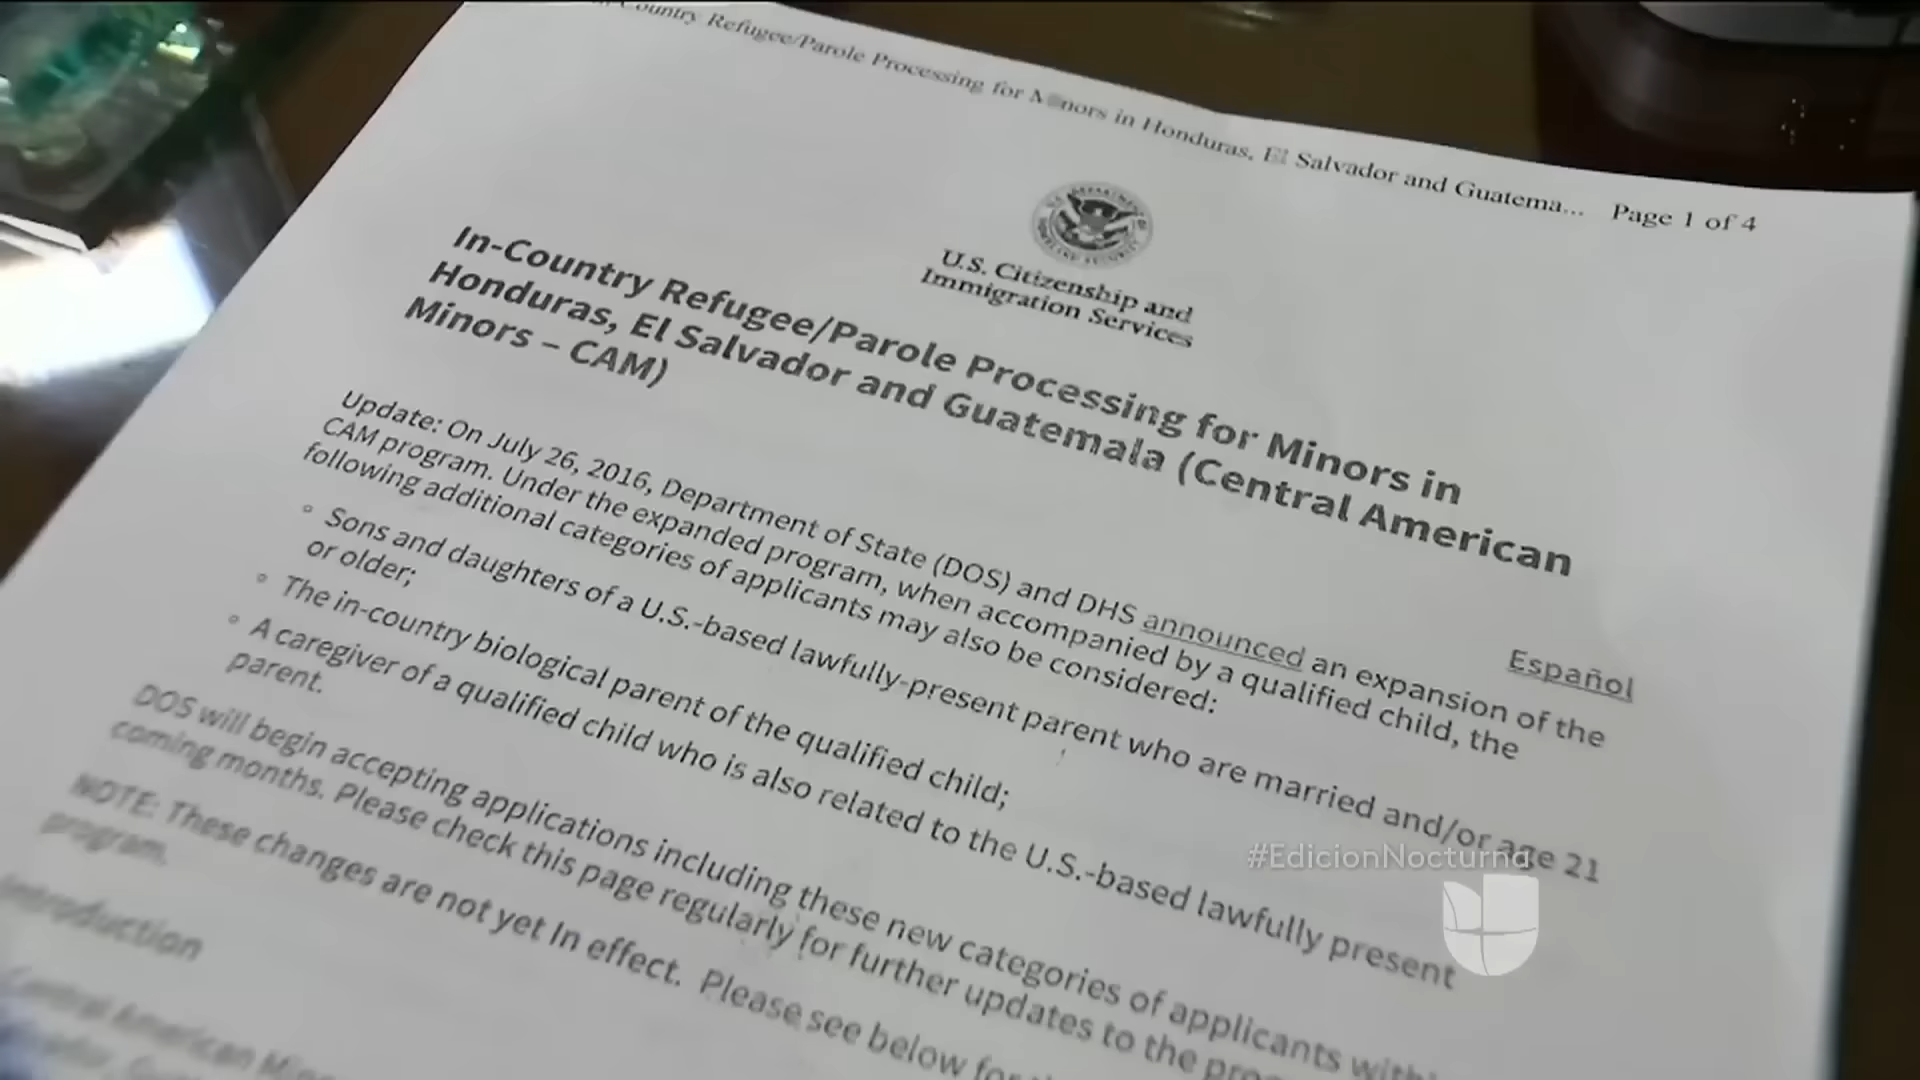 Country Refugee/Parole Processing for Minors in Honduras, El Salvador and Guatema... Page 1 of 4
U.S. Citizenship and
Immigration Services
In-Country Refugee/Parole Processing for Minors in
Honduras, El Salvador and Guatemala (Central American
Minors – CAM)
Español
Update: On July 26, 2016, Department of State (DOS) and DHS announced an expansion of the
CAM program. Under the expanded program, when accompanied by a qualified child, the
following additional categories of applicants may also be considered:
◦ Sons and daughters of a U.S.-based lawfully-present parent who are married and/or age 21
or older;
◦ The in-country biological parent of the qualified child;
◦ A caregiver of a qualified child who is also related to the U.S.-based lawfully present
parent.
DOS will begin accepting applications including these new categories of applicants
coming months. Please check this page regularly for further updates to the
NOTE: These changes are not yet In effect. Please see below for
program.
Introduction
Central American
#EdicionNocturna